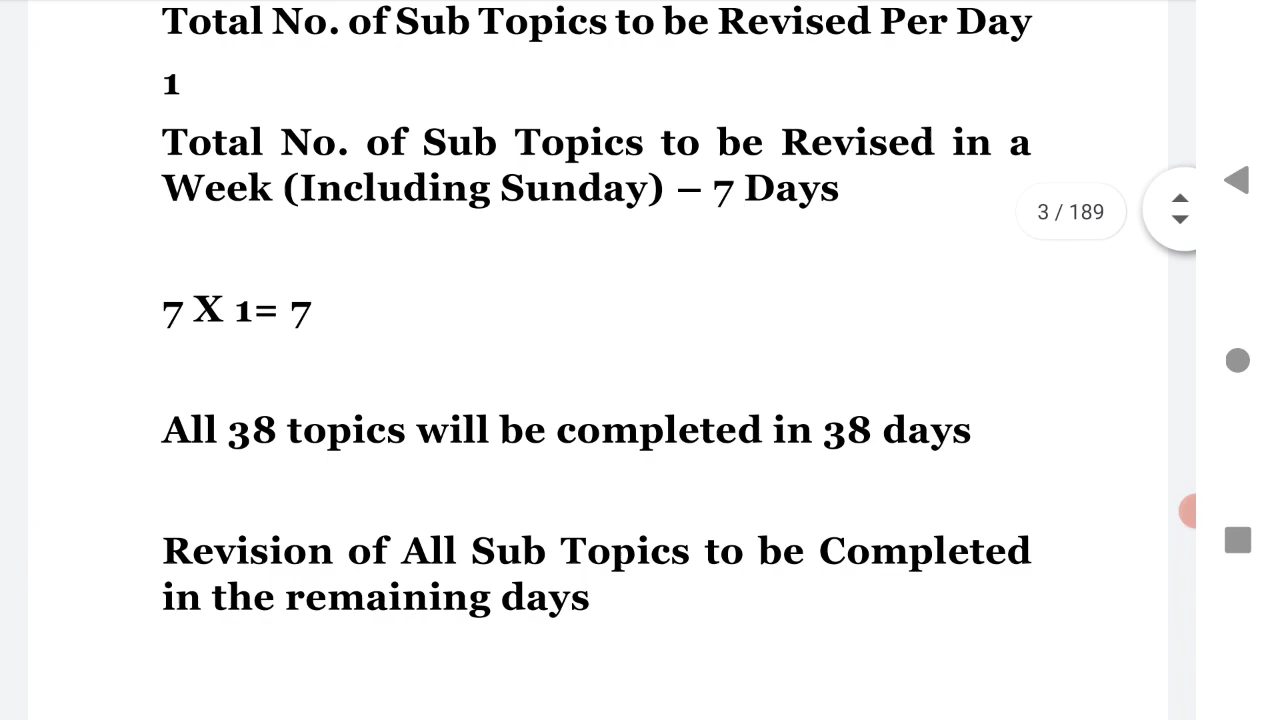 Total No. of Sub Topics to be Revised Per Day
1
Total No. of Sub Topics to be Revised in a
Week (Including Sunday) – 7 Days
3 / 189
7 X 1= 7
All 38 topics will be completed in 38 days
Revision of All Sub Topics to be Completed
in the remaining days